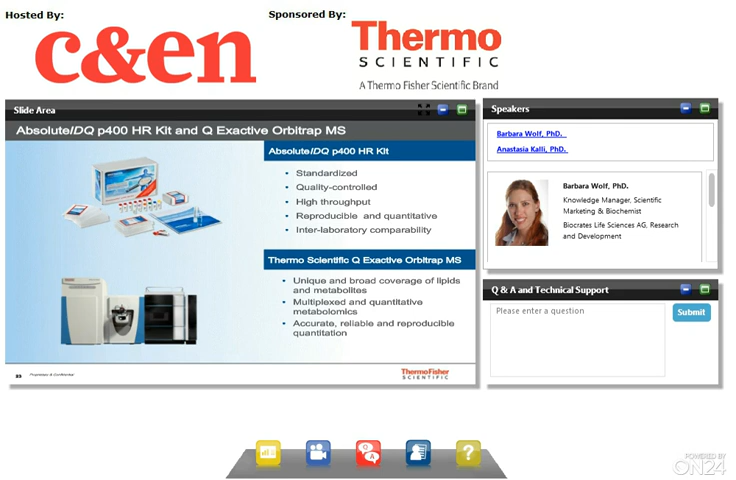 Hosted By:
Sponsored By:
c&en
Thermo
SCIENTIFIC
A Thermo Fisher Scientific Brand
Slide Area
AbsoluteIDQ p400 HR Kit and Q Exactive Orbitrap MS
AbsoluteIDQ p400 HR Kit
• Standardized
• Quality-controlled
• High throughput
• Reproducible and quantitative
• Inter-laboratory comparability
Thermo Scientific Q Exactive Orbitrap MS
• Unique and broad coverage of lipids
and metabolites
• Multiplexed and quantitative
metabolomics
• Accurate, reliable and reproducible
quantitation
Proprietary & Confidential
ThermoFisher
SCIENTIFIC
Speakers
Barbara Wolf, PhD.
Anastasia Kalli, PhD.
Barbara Wolf, PhD.
Knowledge Manager, Scientific
Marketing & Biochemist
Biocrates Life Sciences AG, Research
and Development
Q & A and Technical Support
Please enter a question
Submit
Q
A
?
POWERED BY
ON24